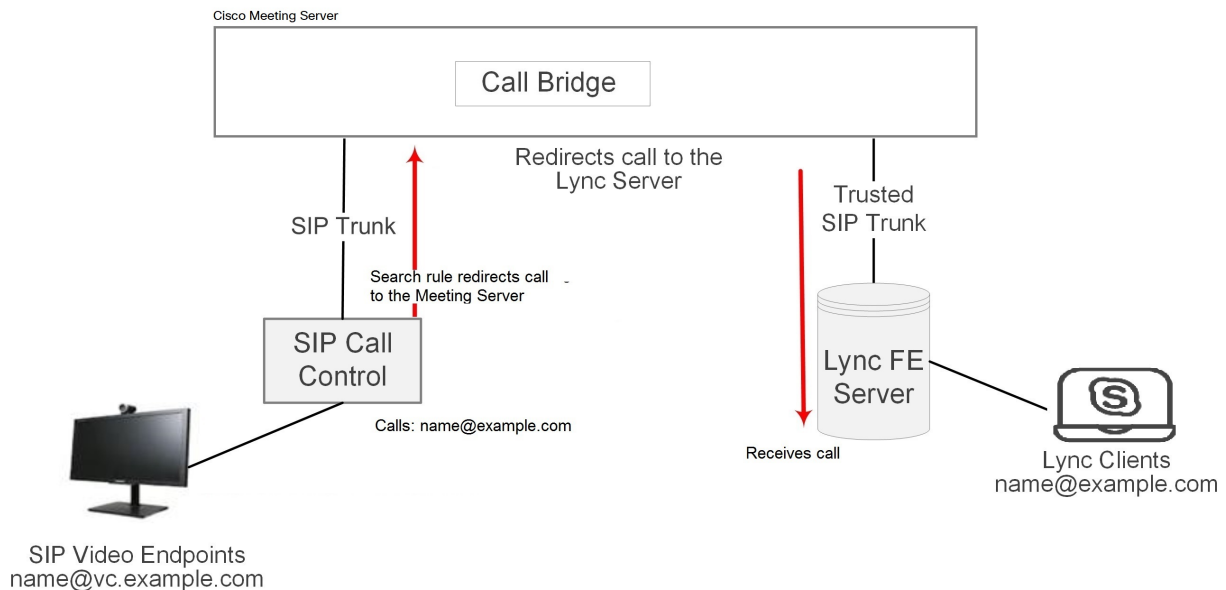 Cisco Meeting Server
Call Bridge
Redirects call to the
Lync Server
SIP Trunk
Trusted
SIP Trunk
Search rule redirects call -
to the Meeting Server
SIP Call
Control
Calls: name@example.com
Lync FE
Server
Receives call
S
Lync Clients
name@example.com
SIP Video Endpoints
name@vc.example.com